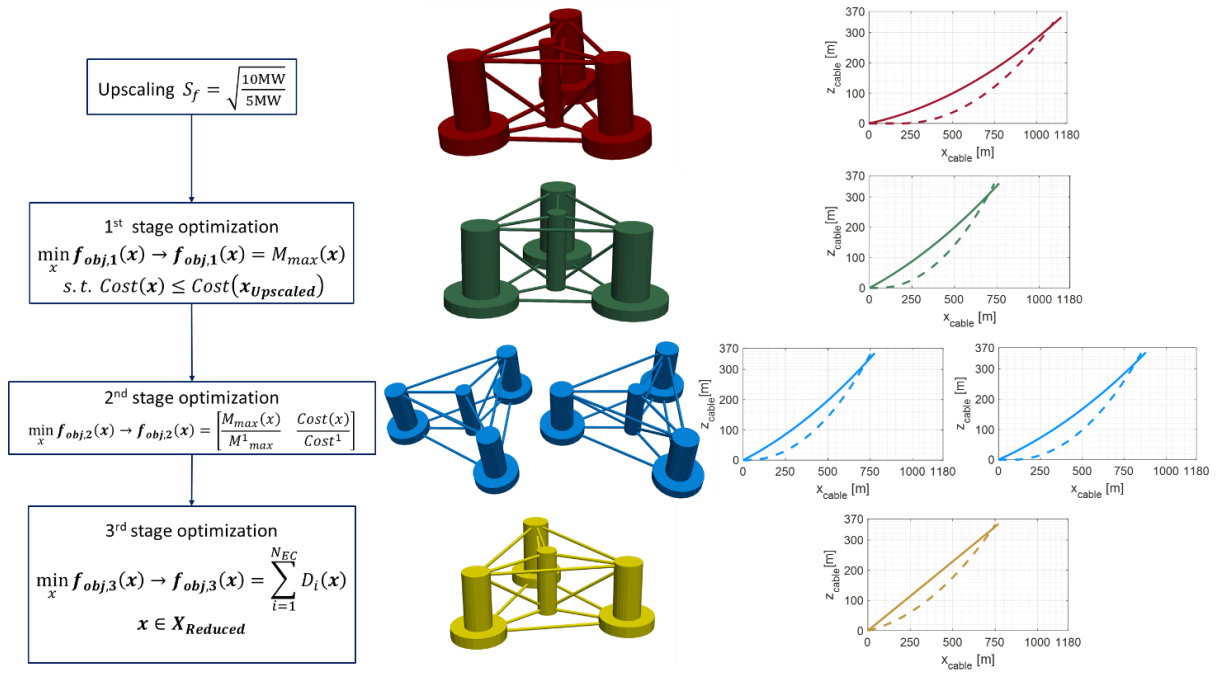 Upscaling S_f = √(10MW / 5MW)
1st stage optimization
min_x f_obj,1(x) → f_obj,1(x) = M_max(x)
s.t. Cost(x) ≤ Cost(x_Upscaled)
2nd stage optimization
min_x f_obj,2(x) → f_obj,2(x) = [M_max(x) / M^1_max   Cost(x) / Cost^1]
3rd stage optimization
min_x f_obj,3(x) → f_obj,3(x) = ∑_{i=1}^{N_EC} D_i(x)
x ∈ X_Reduced
z_cable [m]
370
300
200
100
0
0 250 500 750 1000 1180
x_cable [m]
z_cable [m]
370
300
200
100
0
0 250 500 750 1000 1180
x_cable [m]
z_cable [m]
370
300
200
100
0
0 250 500 750 1000 1180
x_cable [m]
z_cable [m]
370
300
200
100
0
0 250 500 750 1000 1180
x_cable [m]
z_cable [m]
370
300
200
100
0
0 250 500 750 1000 1180
x_cable [m]